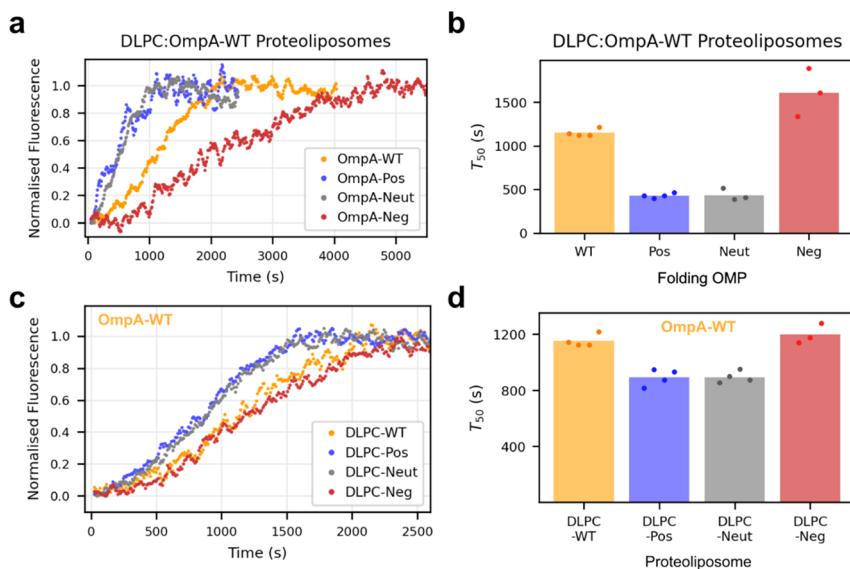 a
DLPC:OmpA-WT Proteoliposomes
Normalised Fluorescence
1.0
0.8
0.6
0.4
0.2
0.0
OmpA-WT
OmpA-Pos
OmpA-Neut
OmpA-Neg
0
1000
2000
3000
4000
5000
Time (s)
b
DLPC:OmpA-WT Proteoliposomes
T50 (s)
1500
1000
500
0
WT
Pos
Neut
Neg
Folding OMP
c
OmpA-WT
Normalised Fluorescence
1.0
0.8
0.6
0.4
0.2
0.0
DLPC-WT
DLPC-Pos
DLPC-Neut
DLPC-Neg
0
500
1000
1500
2000
2500
Time (s)
d
OmpA-WT
T50 (s)
1200
800
400
DLPC
-WT
DLPC
-Pos
DLPC
-Neut
DLPC
-Neg
Proteoliposome